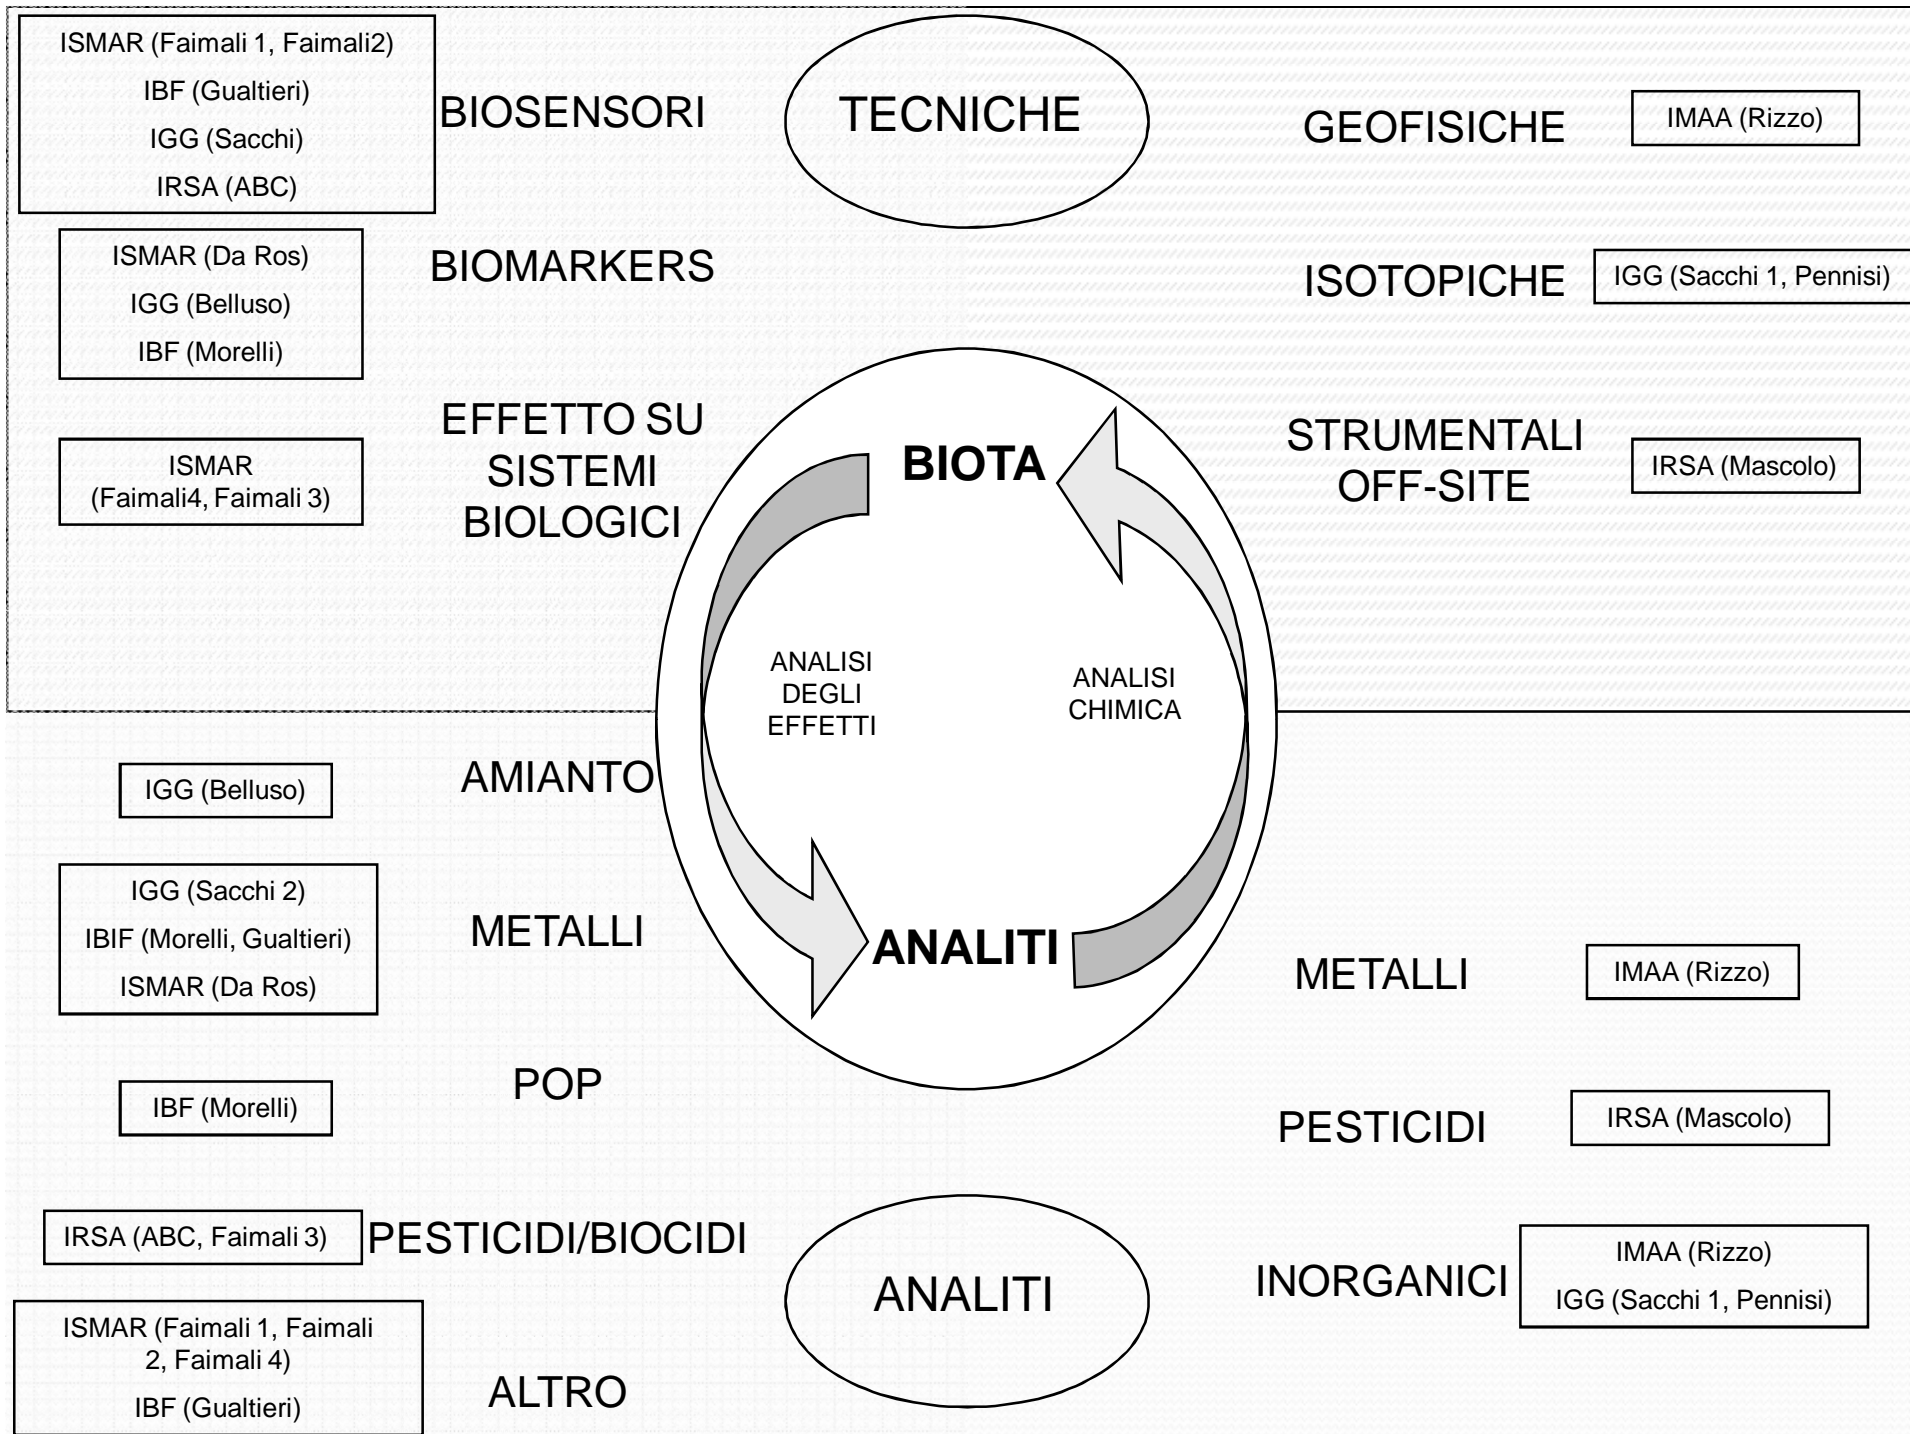 ISMAR (Faimali 1, Faimali2)
IBF (Gualtieri)
IGG (Sacchi)
IRSA (ABC)
BIOSENSORI
TECNICHE
GEOFISICHE
IMAA (Rizzo)
ISMAR (Da Ros)
IGG (Belluso)
IBF (Morelli)
BIOMARKERS
ISOTOPICHE
IGG (Sacchi 1, Pennisi)
ISMAR
(Faimali4, Faimali 3)
EFFETTO SU
SISTEMI
BIOLOGICI
BIOTA
STRUMENTALI
OFF-SITE
IRSA (Mascolo)
ANALISI
DEGLI
EFFETTI
ANALISI
CHIMICA
IGG (Belluso)
AMIANTO
IGG (Sacchi 2)
IBIF (Morelli, Gualtieri)
ISMAR (Da Ros)
METALLI
ANALITI
METALLI
IMAA (Rizzo)
IBF (Morelli)
POP
PESTICIDI
IRSA (Mascolo)
IRSA (ABC, Faimali 3)
PESTICIDI/BIOCIDI
ANALITI
INORGANICI
IMAA (Rizzo)
IGG (Sacchi 1, Pennisi)
ISMAR (Faimali 1, Faimali
2, Faimali 4)
IBF (Gualtieri)
ALTRO